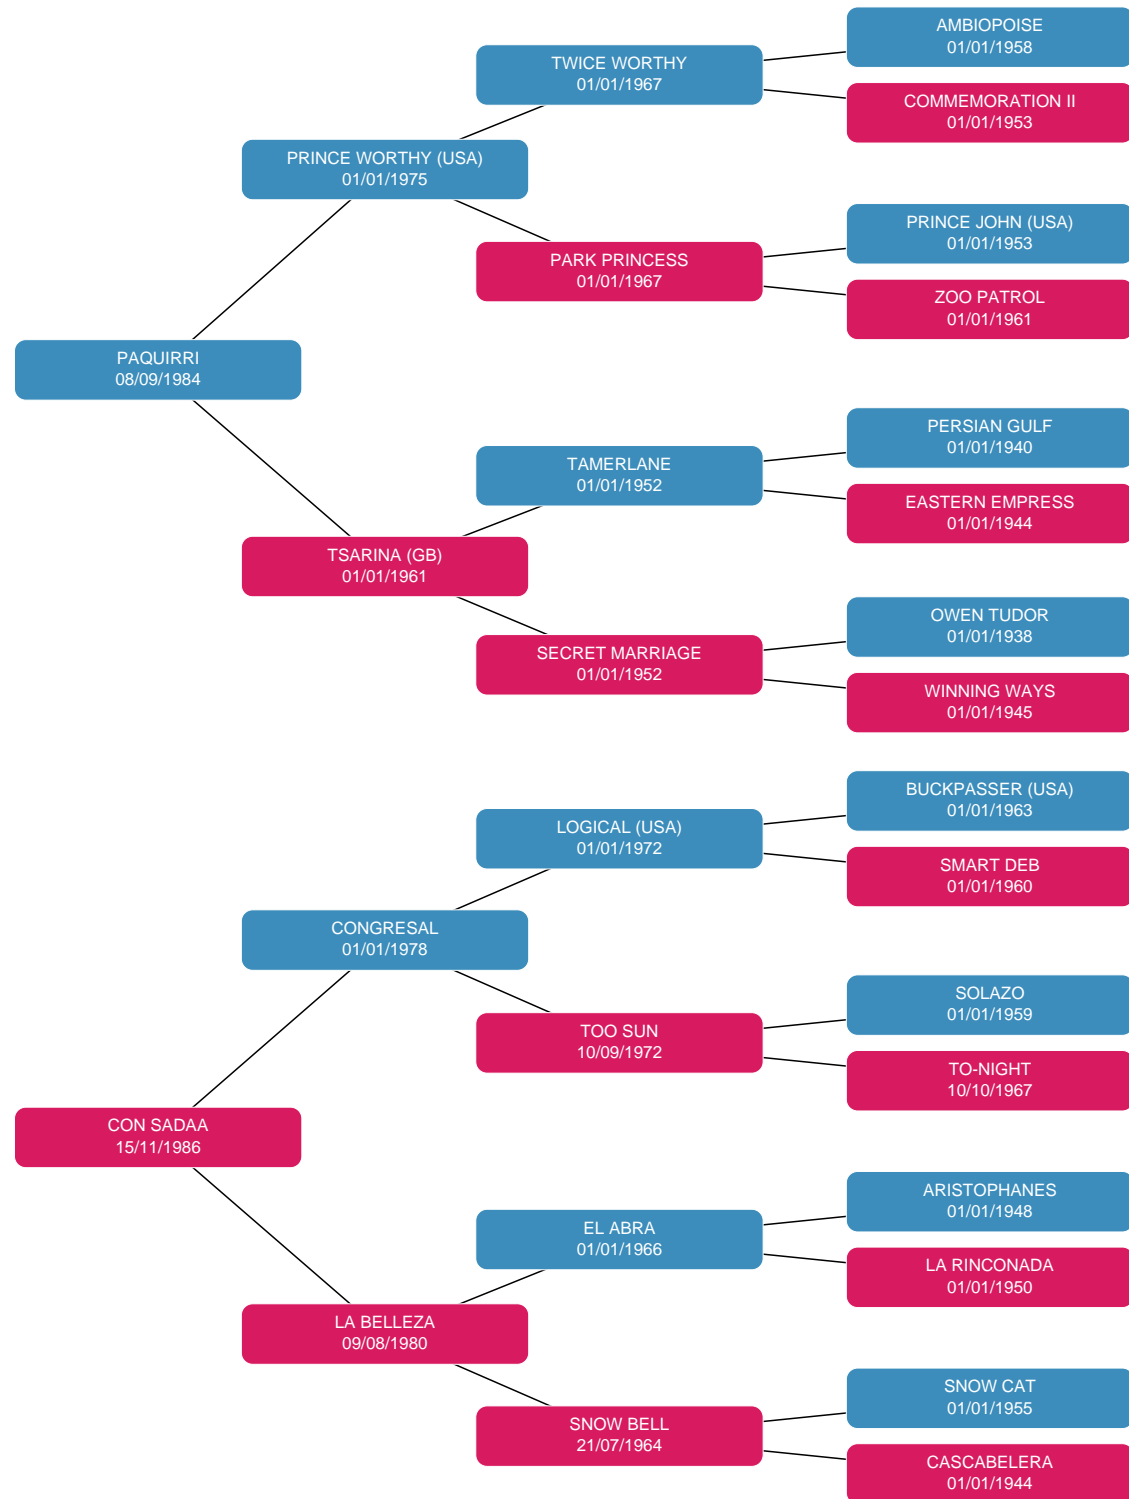 AMBIOPOISE
01/01/1958
TWICE WORTHY
01/01/1967
COMMEMORATION II
01/01/1953
PRINCE WORTHY (USA)
01/01/1975
PRINCE JOHN (USA)
01/01/1953
PARK PRINCESS
01/01/1967
ZOO PATROL
01/01/1961
PAQUIRRI
08/09/1984
PERSIAN GULF
01/01/1940
TAMERLANE
01/01/1952
EASTERN EMPRESS
01/01/1944
TSARINA (GB)
01/01/1961
OWEN TUDOR
01/01/1938
SECRET MARRIAGE
01/01/1952
WINNING WAYS
01/01/1945
BUCKPASSER (USA)
01/01/1963
LOGICAL (USA)
01/01/1972
SMART DEB
01/01/1960
CONGRESAL
01/01/1978
SOLAZO
01/01/1959
TOO SUN
10/09/1972
TO-NIGHT
10/10/1967
CON SADAA
15/11/1986
ARISTOPHANES
01/01/1948
EL ABRA
01/01/1966
LA RINCONADA
01/01/1950
LA BELLEZA
09/08/1980
SNOW CAT
01/01/1955
SNOW BELL
21/07/1964
CASCABELERA
01/01/1944